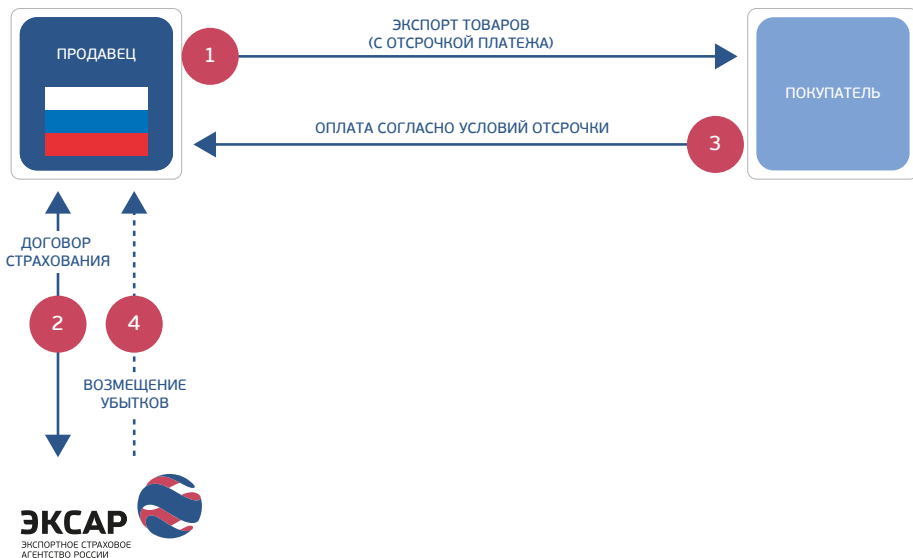 ПРОДАВЕЦ
1
ЭКСПОРТ ТОВАРОВ
(С ОТСРОЧКОЙ ПЛАТЕЖА)
ПОКУПАТЕЛЬ
ОПЛАТА СОГЛАСНО УСЛОВИЙ ОТСРОЧКИ
3
ДОГОВОР
СТРАХОВАНИЯ
2
4
ВОЗМЕЩЕНИЕ
УБЫТКОВ
ЭКСАР
ЭКСПОРТНОЕ СТРАХОВОЕ
АГЕНТСТВО РОССИИ